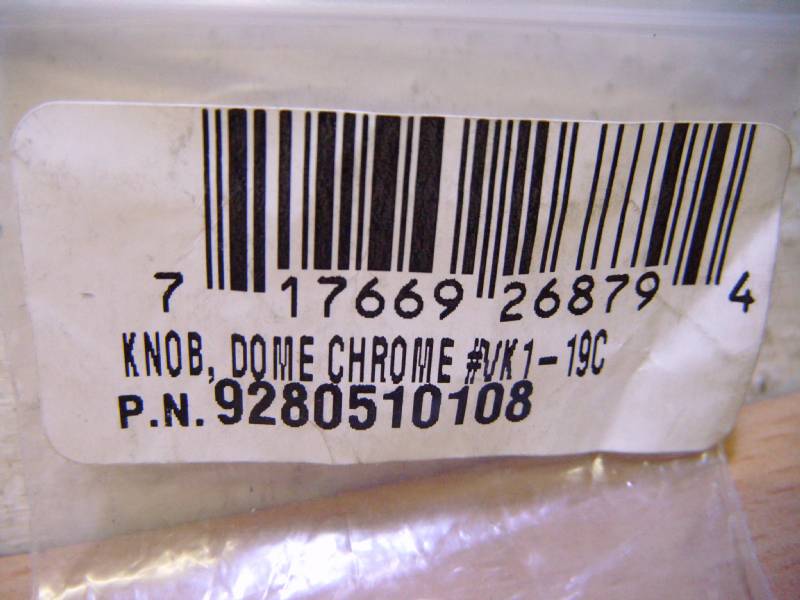 7 17669 26879 4
KNOB, DOME CHROME #VK1-19C
P.N. 9280510108